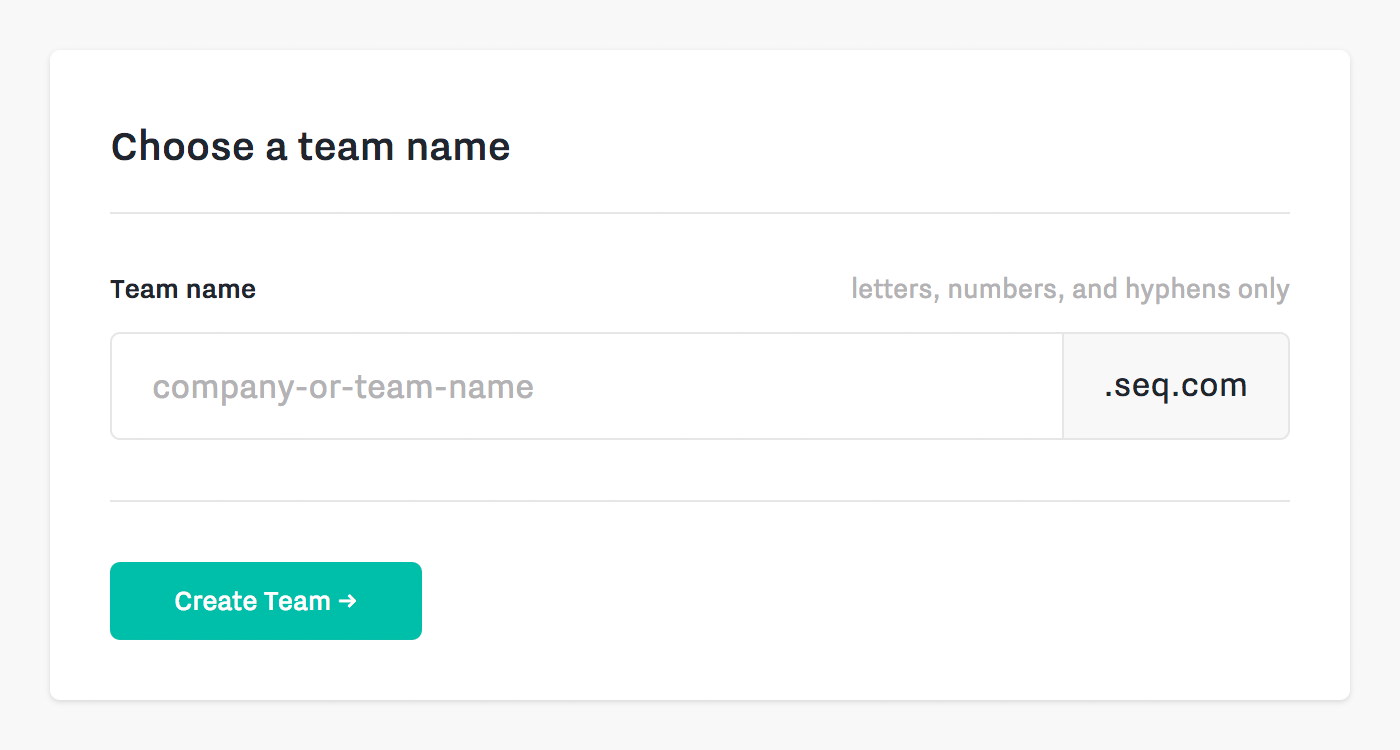 Choose a team name
Team name
letters, numbers, and hyphens only
company-or-team-name
.seq.com
Create Team →